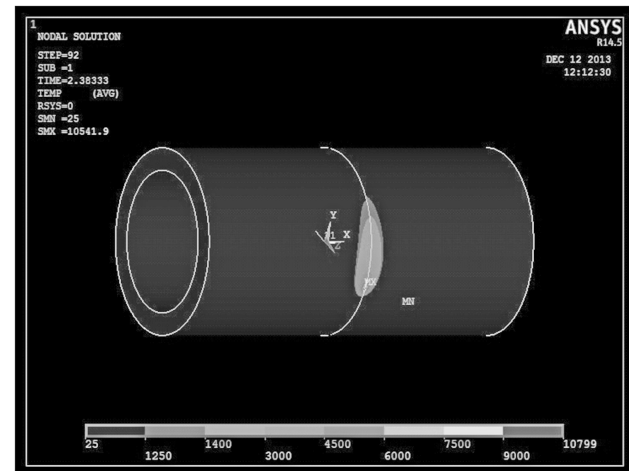 1
NODAL SOLUTION
STEP=92
SUB =1
TIME=2.38333
TEMP (AVG)
RSYS=0
SMN =25
SMX =10541.9
ANSYS
R14.5
DEC 12 2013
12:12:30
Y
X
Z
MX
MN
25 1400 4500 7500 10799
1250 3000 6000 9000